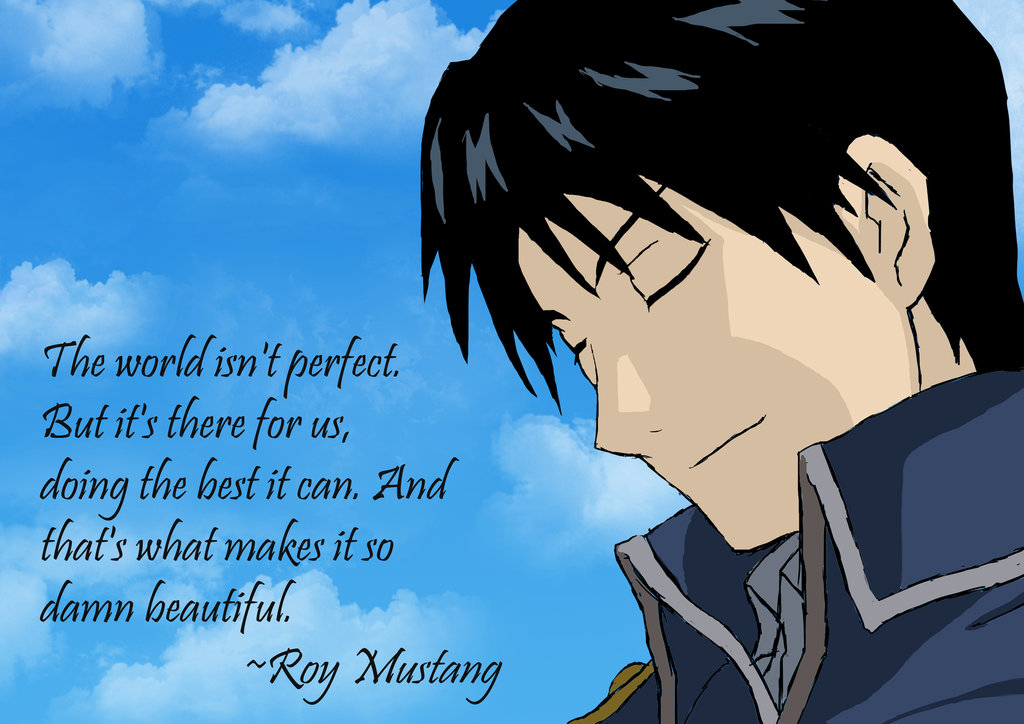 The world isn't perfect.
But it's there for us,
doing the best it can. And
that's what makes it so
damn beautiful.
~Roy Mustang